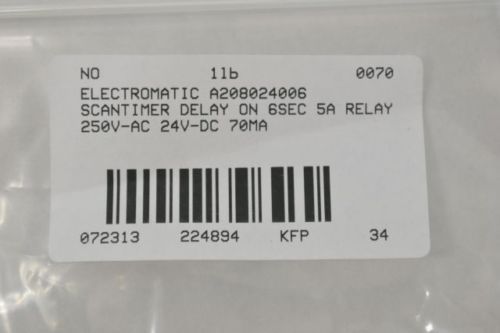 NO 11b 0070
ELECTROMATIC A208024006
SCANTIMER DELAY ON 6SEC 5A RELAY
250V-AC 24V-DC 70MA
072313 224894 KFP 34